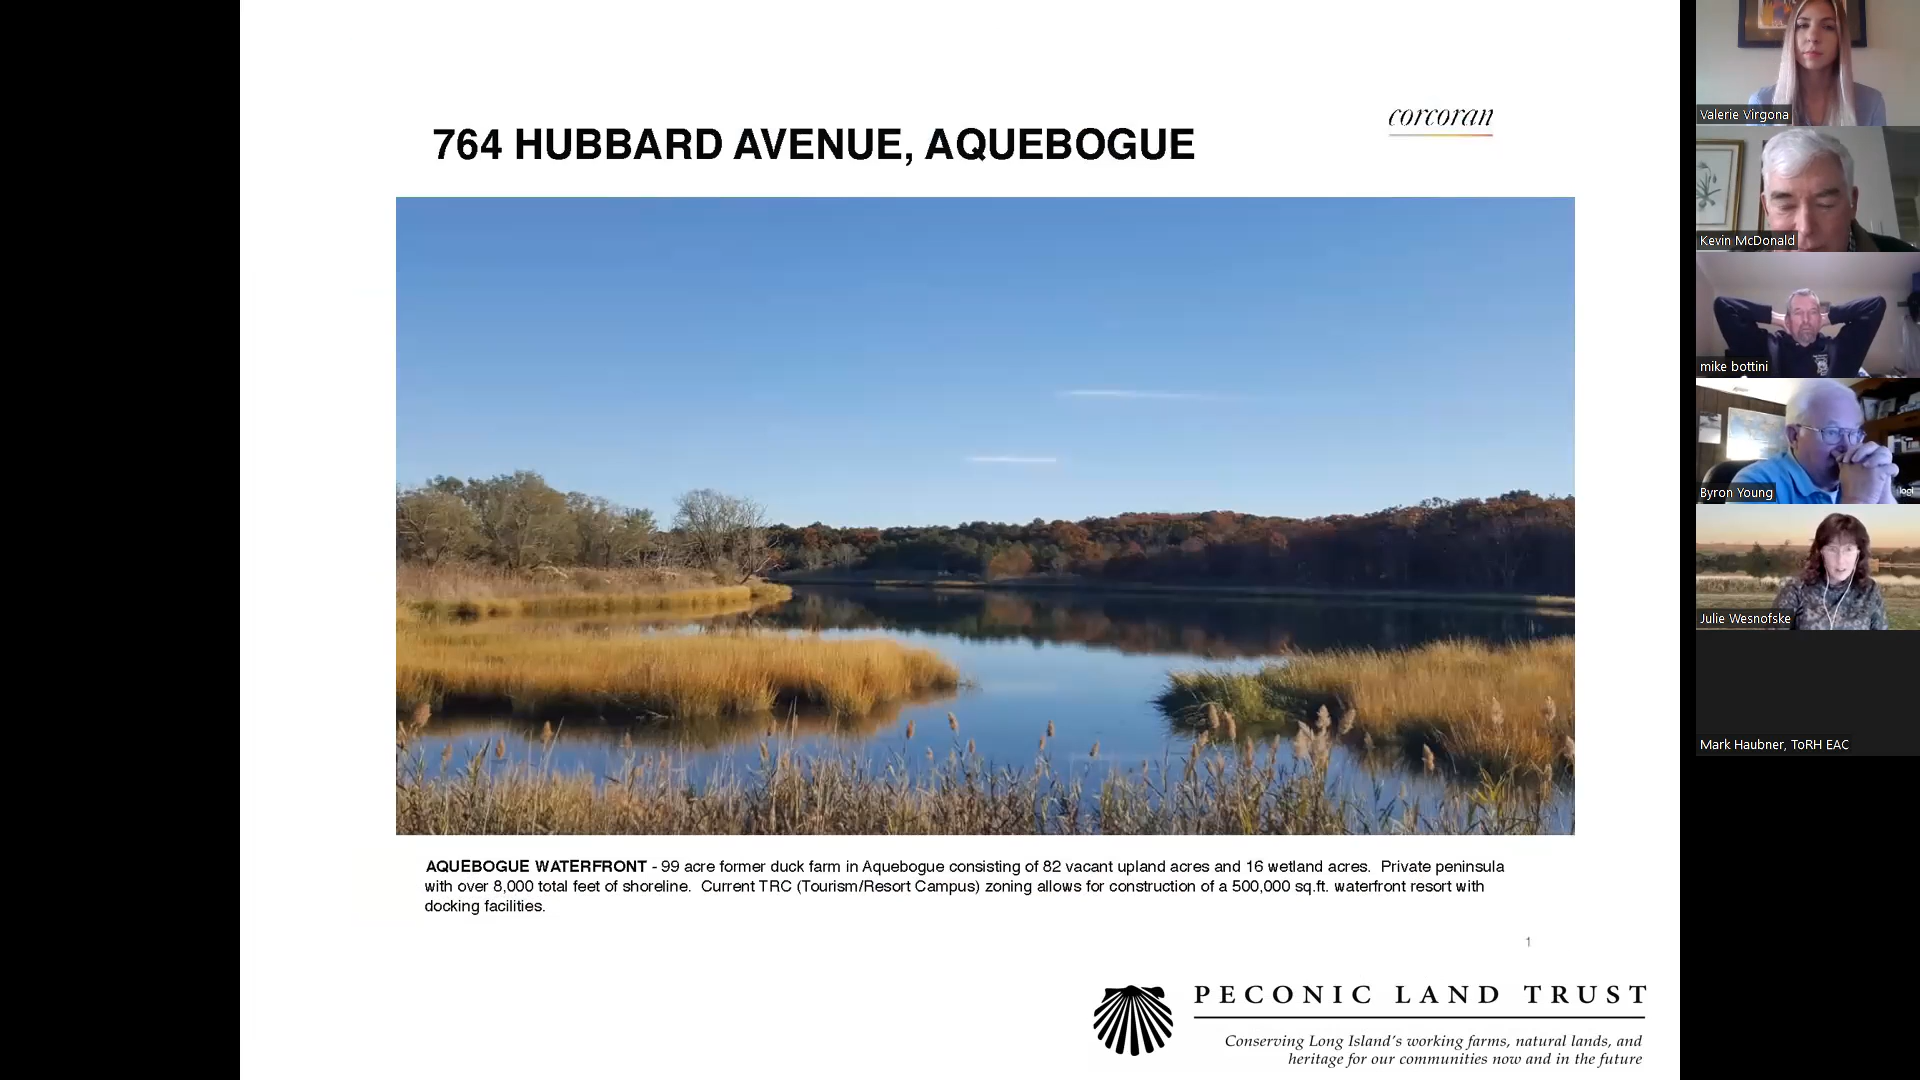 corcoran
764 HUBBARD AVENUE, AQUEBOGUE
AQUEBOGUE WATERFRONT - 99 acre former duck farm in Aquebogue consisting of 82 vacant upland acres and 16 wetland acres. Private peninsula
with over 8,000 total feet of shoreline. Current TRC (Tourism/Resort Campus) zoning allows for construction of a 500,000 sq.ft. waterfront resort with
docking facilities.
1
PECONIC LAND TRUST
Conserving Long Island's working farms, natural lands, and
heritage for our communities now and in the future
Valerie Virgona
Kevin McDonald
mike bottini
Byron Young
Julie Wesnofske
Mark Haubner, ToRH EAC